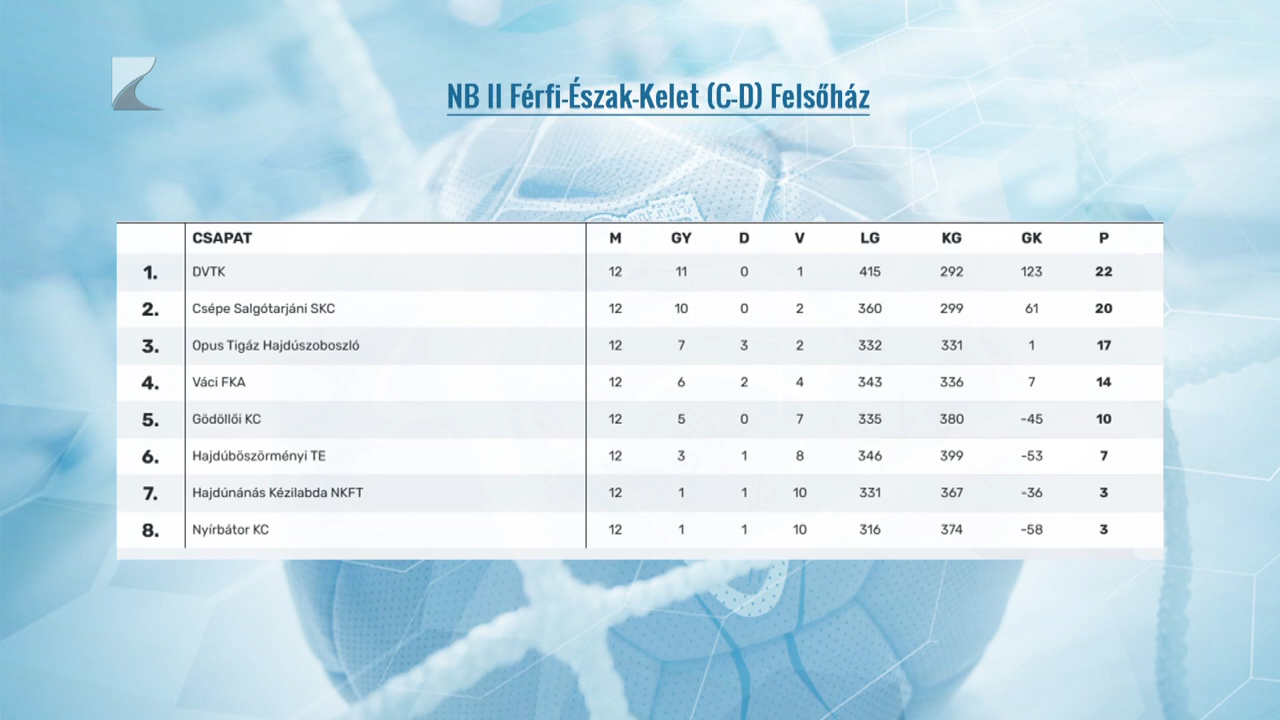 NB II Férfi-Észak-Kelet (C-D) Felsőház
CSAPAT M GY D V LG KG GK P
1. DVTK 12 11 0 1 415 292 123 22
2. Csépe Salgótarjáni SKC 12 10 0 2 360 299 61 20
3. Opus Tigáz Hajdúszoboszló 12 7 3 2 332 331 1 17
4. Váci FKA 12 6 2 4 343 336 7 14
5. Gödöllői KC 12 5 0 7 335 380 -45 10
6. Hajdúböszörményi TE 12 3 1 8 346 399 -53 7
7. Hajdúnánás Kézilabda NKFT 12 1 1 10 331 367 -36 3
8. Nyírbátor KC 12 1 1 10 316 374 -58 3